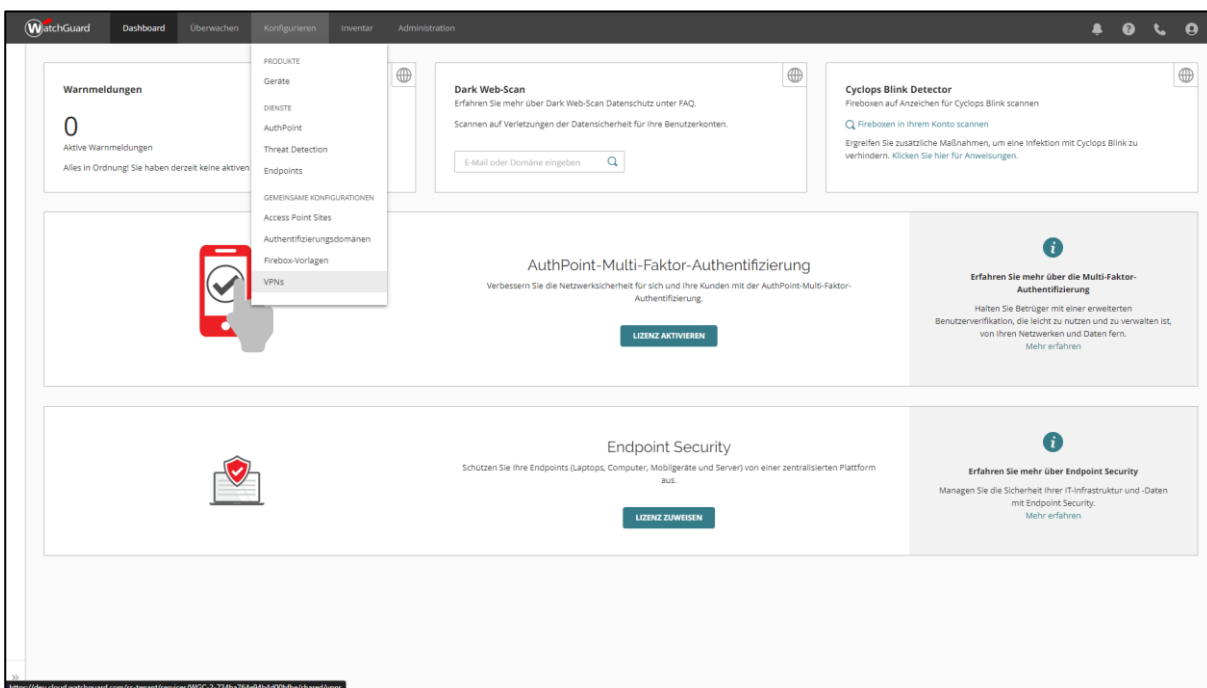 WatchGuard Dashboard Überwachen Konfigurieren Inventar Administration
PRODUKTE
Geräte
DIENSTE
AuthPoint
Threat Detection
Endpoints
GEMEINSAME KONFIGURATIONEN
Access Point Sites
Authentifizierungsdomänen
Firebox-Vorlagen
VPNs
Warnmeldungen
0
Aktive Warnmeldungen
Alles in Ordnung! Sie haben derzeit keine aktiven
Dark Web-Scan
Erfahren Sie mehr über Dark Web-Scan Datenschutz unter FAQ.
Scannen auf Verletzungen der Datensicherheit für Ihre Benutzerkonten.
E-Mail oder Domäne eingeben
Cyclops Blink Detector
Fireboxen auf Anzeichen für Cyclops Blink scannen
Fireboxen in Ihrem Konto scannen
Ergreifen Sie zusätzliche Maßnahmen, um eine Infektion mit Cyclops Blink zu
verhindern. Klicken Sie hier für Anweisungen.
AuthPoint-Multi-Faktor-Authentifizierung
Verbessern Sie die Netzwerksicherheit für sich und Ihre Kunden mit der AuthPoint-Multi-Faktor-
Authentifizierung.
LIZENZ AKTIVIEREN
Erfahren Sie mehr über die Multi-Faktor-
Authentifizierung
Halten Sie Betrüger mit einer erweiterten
Benutzerverifikation, die leicht zu nutzen und zu verwalten ist,
von Ihren Netzwerken und Daten fern.
Mehr erfahren
Endpoint Security
Schützen Sie Ihre Endpoints (Laptops, Computer, Mobilgeräte und Server) von einer zentralisierten Plattform
aus.
LIZENZ ZUWEISEN
Erfahren Sie mehr über Endpoint Security
Managen Sie die Sicherheit Ihrer IT-Infrastruktur und -Daten
mit Endpoint Security.
Mehr erfahren